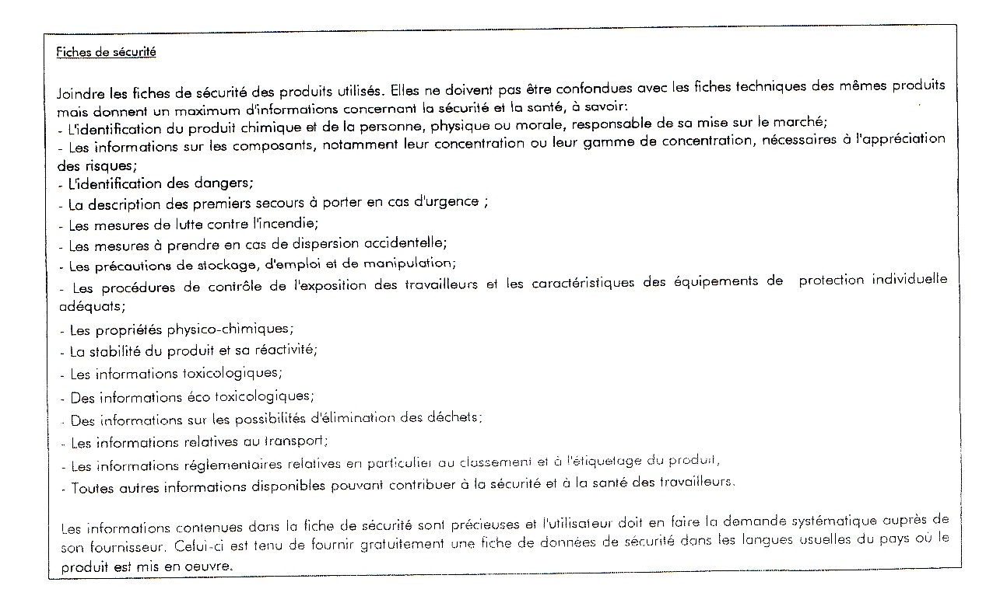 Fiches de sécurité
Joindre les fiches de sécurité des produits utilisés. Elles ne doivent pas être confondues avec les fiches techniques des mêmes produits
mais donnent un maximum d'informations concernant la sécurité et la santé, à savoir:
- L'identification du produit chimique et de la personne, physique ou morale, responsable de sa mise sur le marché;
- Les informations sur les composants, notamment leur concentration ou leur gamme de concentration, nécessaires à l'appréciation
des risques;
- L'identification des dangers;
- La description des premiers secours à porter en cas d'urgence ;
- Les mesures de lutte contre l'incendie;
- Les mesures à prendre en cas de dispersion accidentelle;
- Les précautions de stockage, d'emploi et de manipulation;
- Les procédures de contrôle de l'exposition des travailleurs et les caractéristiques des équipements de protection individuelle
adéquats;
- Les propriétés physico-chimiques;
- La stabilité du produit et sa réactivité;
- Les informations toxicologiques;
- Des informations éco toxicologiques;
- Des informations sur les possibilités d'élimination des déchets;
- Les informations relatives au transport;
- Les informations réglementaires relatives en particulier au classement et à l'étiquetage du produit,
- Toutes autres informations disponibles pouvant contribuer à la sécurité et à la santé des travailleurs.
Les informations contenues dans la fiche de sécurité sont précieuses et l'utilisateur doit en faire la demande systématique auprès de
son fournisseur. Celui-ci est tenu de fournir gratuitement une fiche de données de sécurité dans les langues usuelles du pays où le
produit est mis en oeuvre.